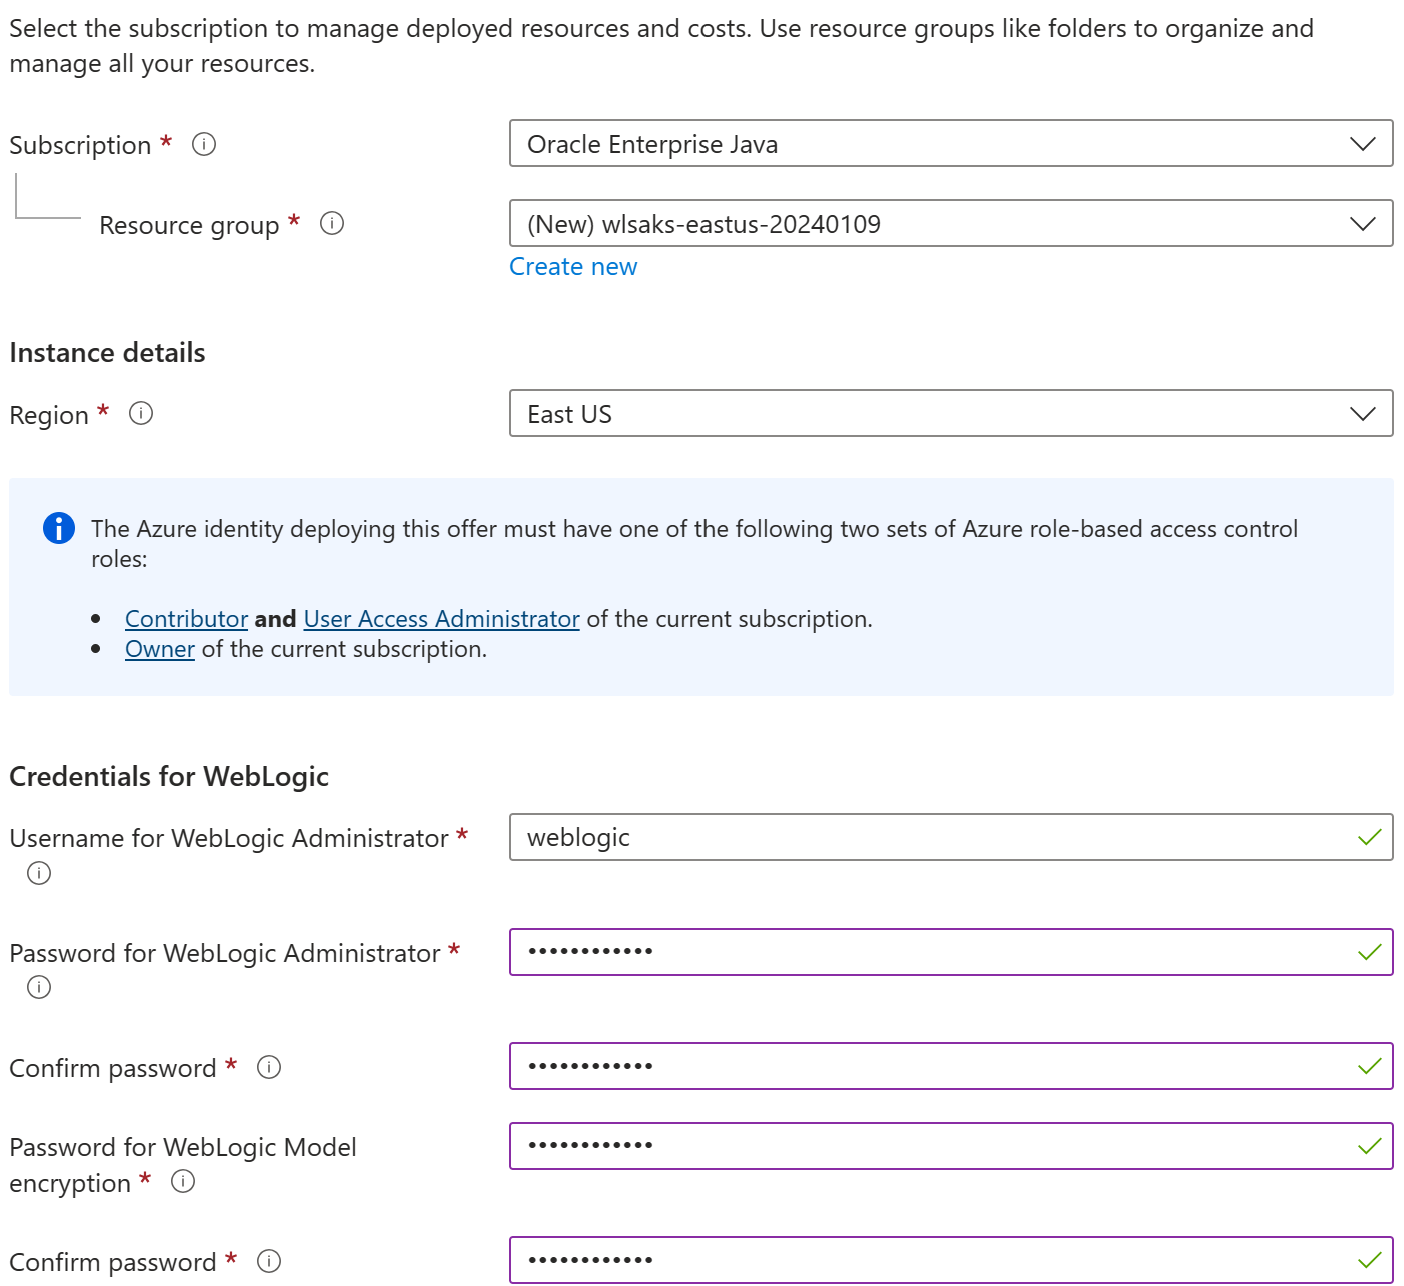 Select the subscription to manage deployed resources and costs. Use resource groups like folders to organize and
manage all your resources.
Subscription *
Oracle Enterprise Java
Resource group *
(New) wlsaks-eastus-20240109
Create new
Instance details
Region *
East US
The Azure identity deploying this offer must have one of the following two sets of Azure role-based access control
roles:
• Contributor and User Access Administrator of the current subscription.
• Owner of the current subscription.
Credentials for WebLogic
Username for WebLogic Administrator *
weblogic
Password for WebLogic Administrator *
••••••••••••
Confirm password *
••••••••••••
Password for WebLogic Model
encryption *
••••••••••••
Confirm password *
••••••••••••